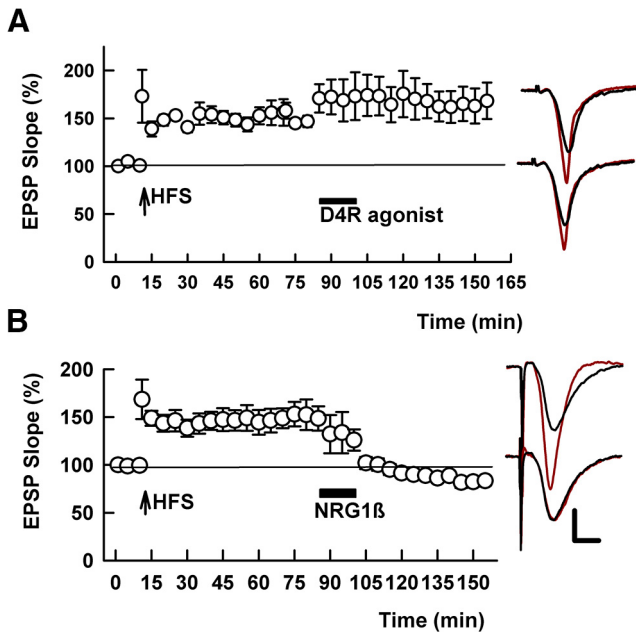 A
EPSP Slope (%)
200
150
100
50
0
HFS
D4R agonist
0 15 30 45 60 75 90 105 120 135 150 165
Time (min)
B
EPSP Slope (%)
200
150
100
50
0
HFS
NRG1ß
0 15 30 45 60 75 90 105 120 135 150
Time (min)